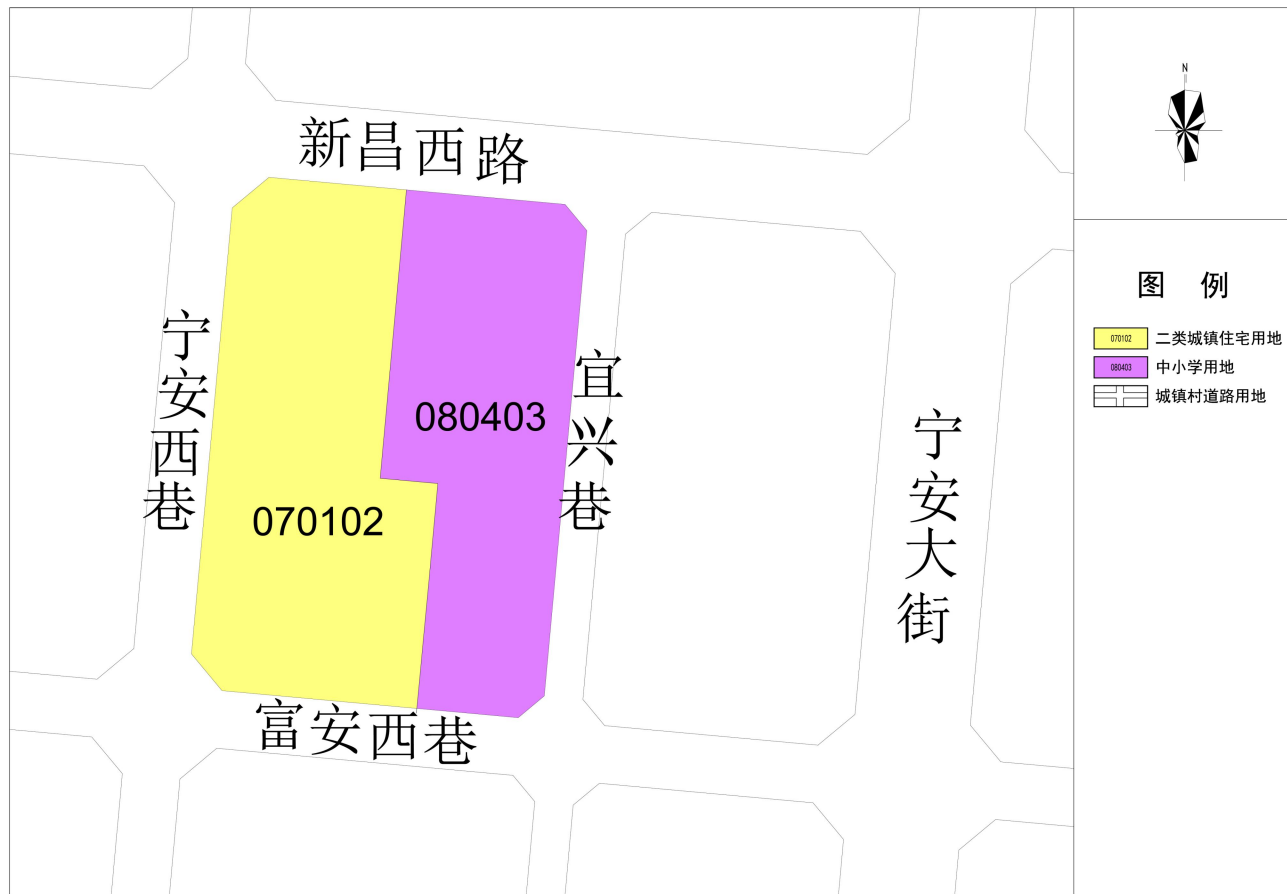 新昌西路
宁安西巷
宜兴巷
宁安大街
富安西巷
080403
070102
N
图 例
070102 二类城镇住宅用地
080403 中小学用地
城镇村道路用地